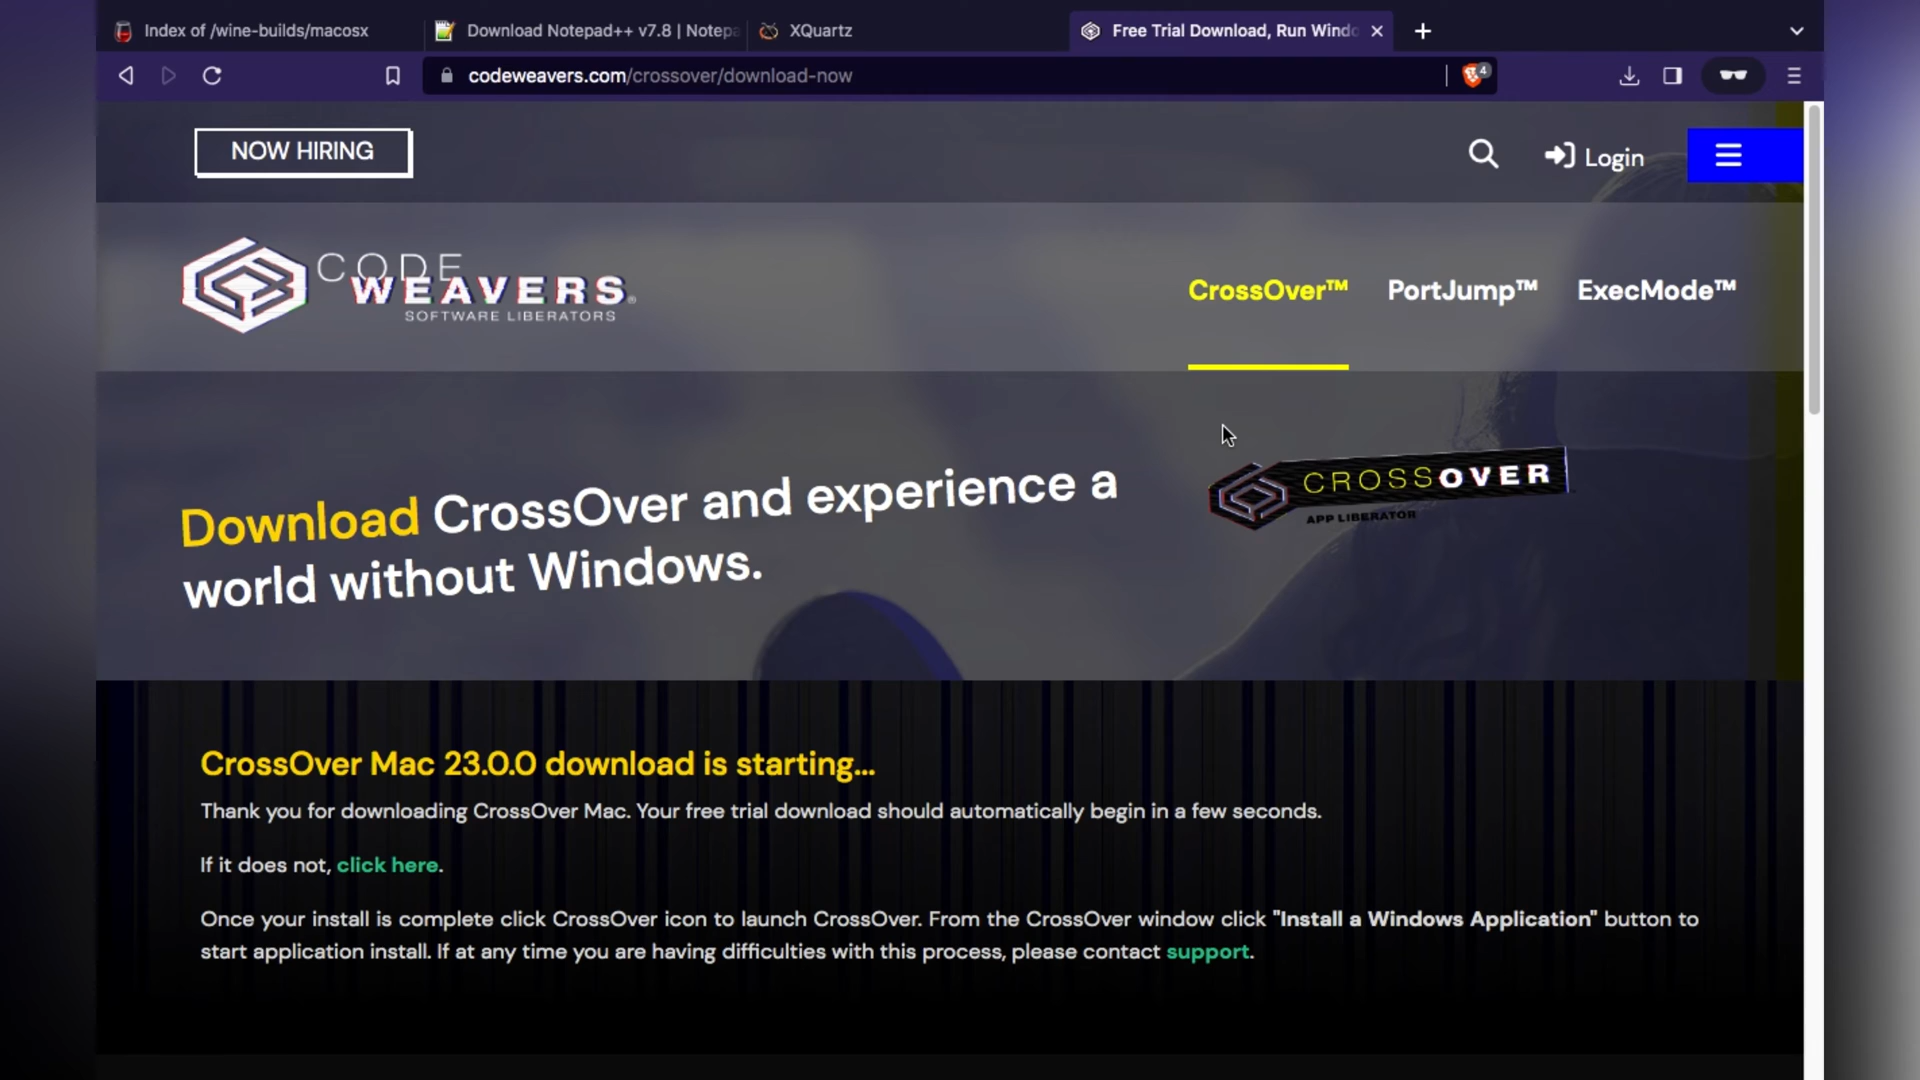 Index of /wine-builds/macosx
Download Notepad++ v7.8 | Notep
XQuartz
Free Trial Download, Run Windo
codeweavers.com/crossover/download-now
4
NOW HIRING
Login
CODE
WEAVERS®
SOFTWARE LIBERATORS
CrossOver™ PortJump™ ExecMode™
CROSSOVER
APP LIBERATOR
Download CrossOver and experience a
world without Windows.
CrossOver Mac 23.0.0 download is starting...
Thank you for downloading CrossOver Mac. Your free trial download should automatically begin in a few seconds.
If it does not, click here.
Once your install is complete click CrossOver icon to launch CrossOver. From the CrossOver window click "Install a Windows Application" button to
start application install. If at any time you are having difficulties with this process, please contact support.